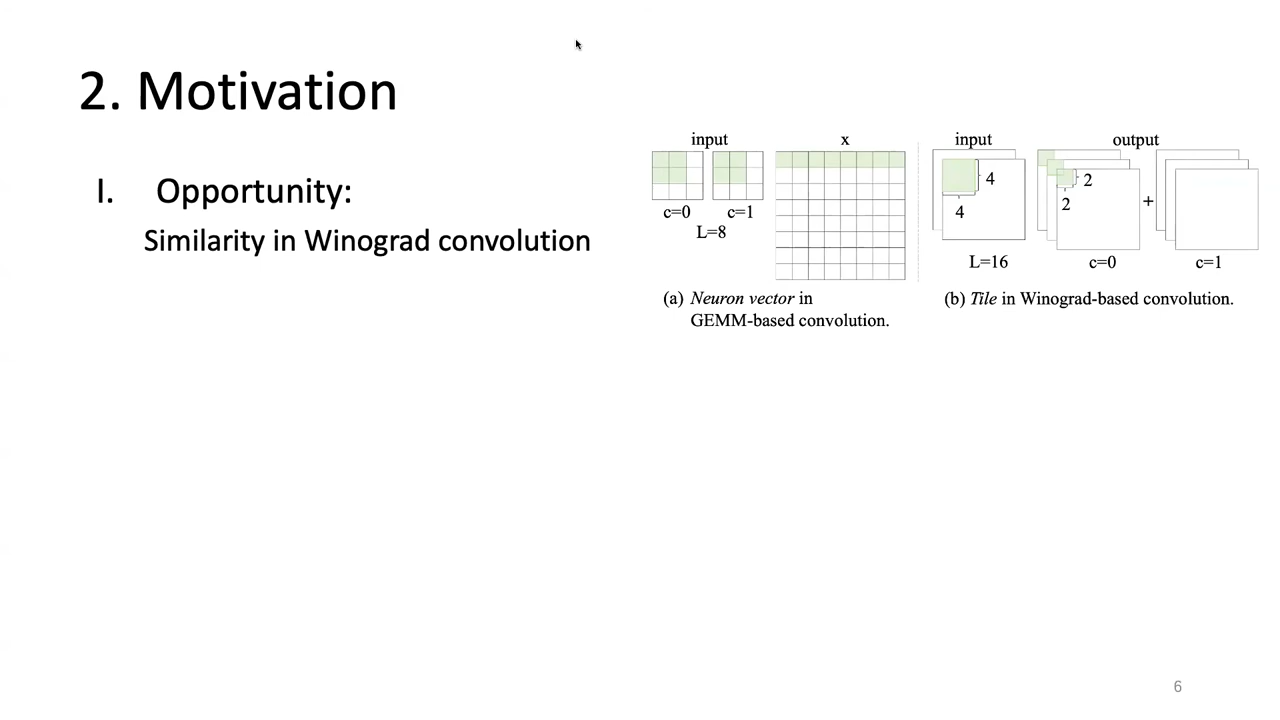 2. Motivation
I. Opportunity:
Similarity in Winograd convolution
input
x
c=0
c=1
L=8
(a) Neuron vector in
GEMM-based convolution.
input
output
4
4
2
2
+
L=16
c=0
c=1
(b) Tile in Winograd-based convolution.
6